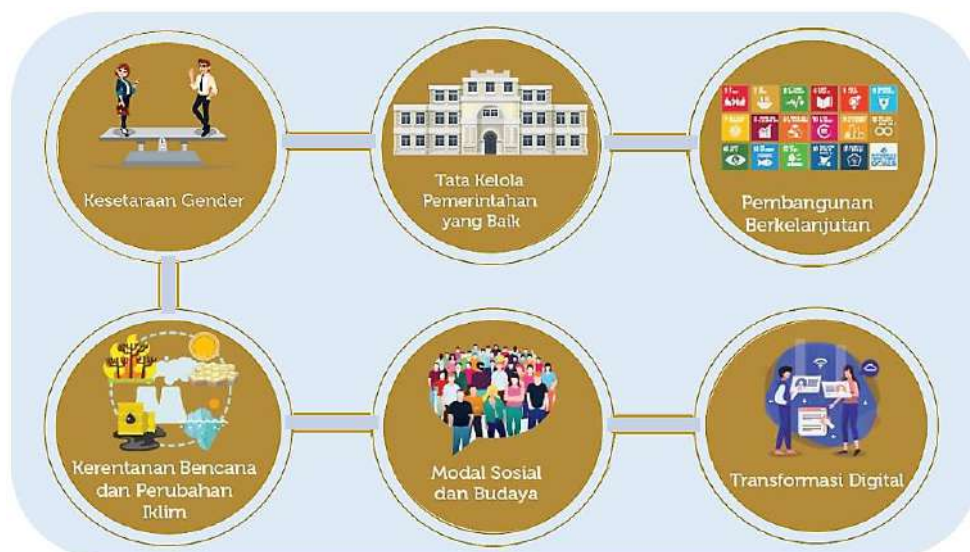 Kesetaraan Gender
Tata Kelola
Pemerintahan
yang Baik
Pembangunan
Berkelanjutan
Kerentanan Bencana
dan Perubahan
Iklim
Modal Sosial
dan Budaya
Transformasi Digital